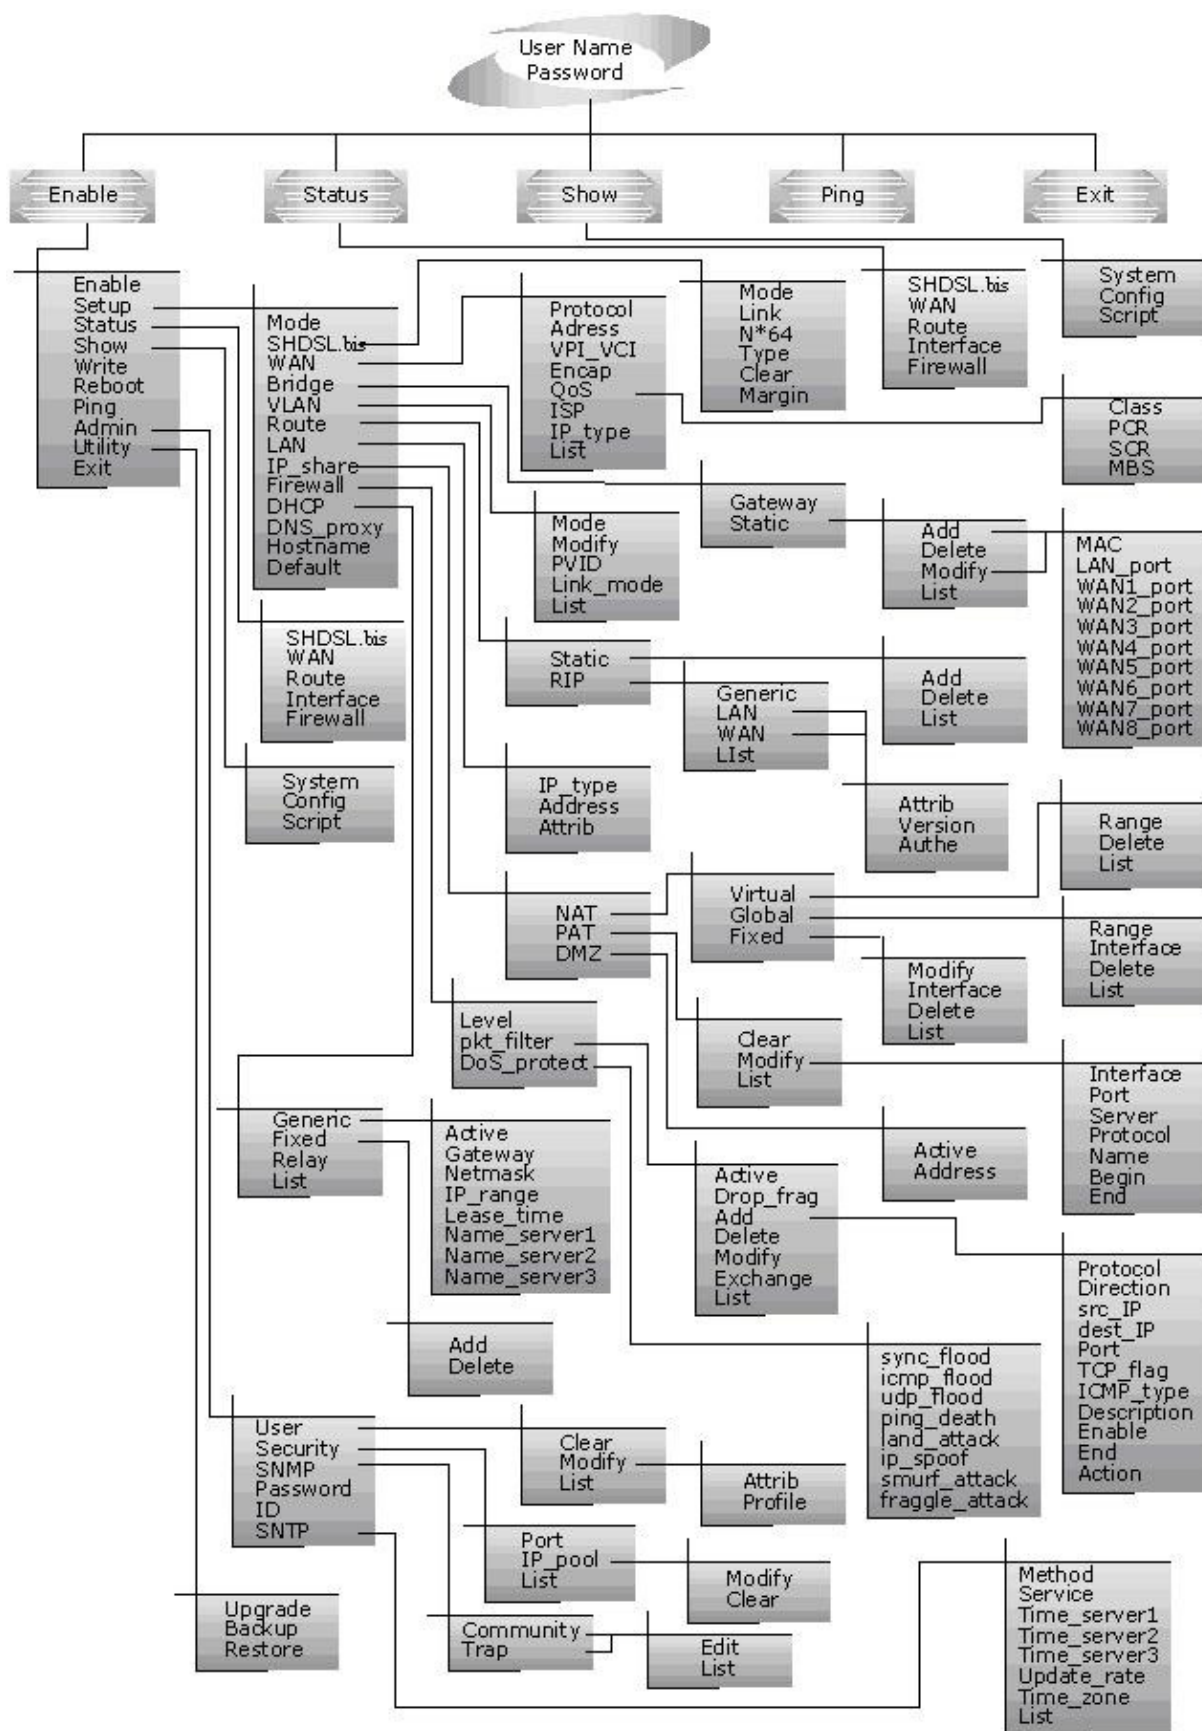 User Name
Password
Enable
Status
Show
Ping
Exit
Enable
Setup
Status
Show
Write
Reboot
Ping
Admin
Utility
Exit
Mode
SHDSL.bis
WAN
Bridge
VLAN
Route
LAN
IP_share
Firewall
DHCP
DNS_proxy
Hostname
Default
Protocol
Adress
VPI_VCI
Encap
QoS
ISP
IP_type
List
Mode
Link
N*64
Type
Clear
Margin
SHDSL.bis
WAN
Route
Interface
Firewall
System
Config
Script
Class
PCR
SCR
MBS
Gateway
Static
Add
Delete
Modify
List
MAC
LAN_port
WAN1_port
WAN2_port
WAN3_port
WAN4_port
WAN5_port
WAN6_port
WAN7_port
WAN8_port
Mode
Modify
PVID
Link_mode
List
SHDSL.bis
WAN
Route
Interface
Firewall
Static
RIP
Generic
LAN
WAN
LIst
Add
Delete
List
System
Config
Script
IP_type
Address
Attrib
Attrib
Version
Authe
Range
Delete
List
NAT
PAT
DMZ
Virtual
Global
Fixed
Range
Interface
Delete
List
Modify
Interface
Delete
List
Level
pkt_filter
DoS_protect
Clear
Modify
List
Interface
Port
Server
Protocol
Name
Begin
End
Generic
Fixed
Relay
List
Active
Gateway
Netmask
IP_range
Lease_time
Name_server1
Name_server2
Name_server3
Active
Address
Active
Drop_frag
Add
Delete
Modify
Exchange
List
Protocol
Direction
src_IP
dest_IP
Port
TCP_flag
ICMP_type
Description
Enable
End
Action
Add
Delete
sync_flood
icmp_flood
udp_flood
ping_death
land_attack
ip_spoof
smurf_attack
fraggle_attack
User
Security
SNMP
Password
ID
SNTP
Clear
Modify
List
Attrib
Profile
Port
IP_pool
List
Modify
Clear
Method
Service
Time_server1
Time_server2
Time_server3
Update_rate
Time_zone
List
Upgrade
Backup
Restore
Community
Trap
Edit
List